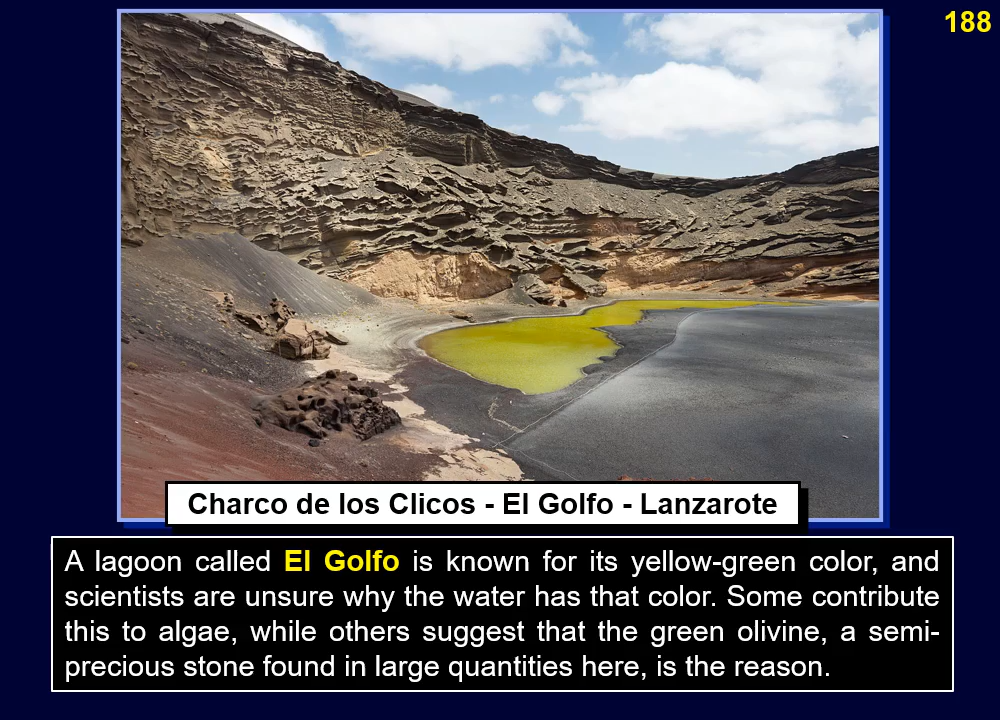 188
Charco de los Clicos - El Golfo - Lanzarote
A lagoon called El Golfo is known for its yellow-green color, and
scientists are unsure why the water has that color. Some contribute
this to algae, while others suggest that the green olivine, a semi-
precious stone found in large quantities here, is the reason.